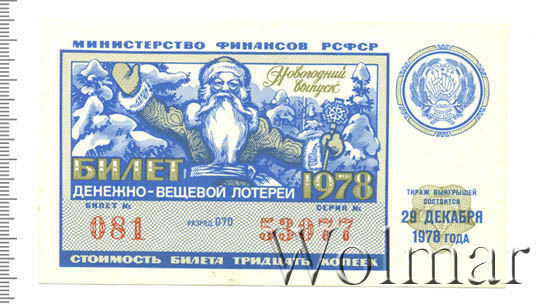 МИНИСТЕРСТВО ФИНАНСОВ РСФСР
Новогодний
выпуск
БИЛЕТ
ДЕНЕЖНО-ВЕЩЕВОЙ ЛОТЕРЕИ 1978
БИЛЕТ № РАЗРЯД 070 СЕРИЯ №
081 53077
СТОИМОСТЬ БИЛЕТА ТРИДЦАТЬ КОПЕЕК
ТИРАЖ ВЫИГРЫШЕЙ
СОСТОИТСЯ
29 ДЕКАБРЯ
1978 ГОДА
Wolmar